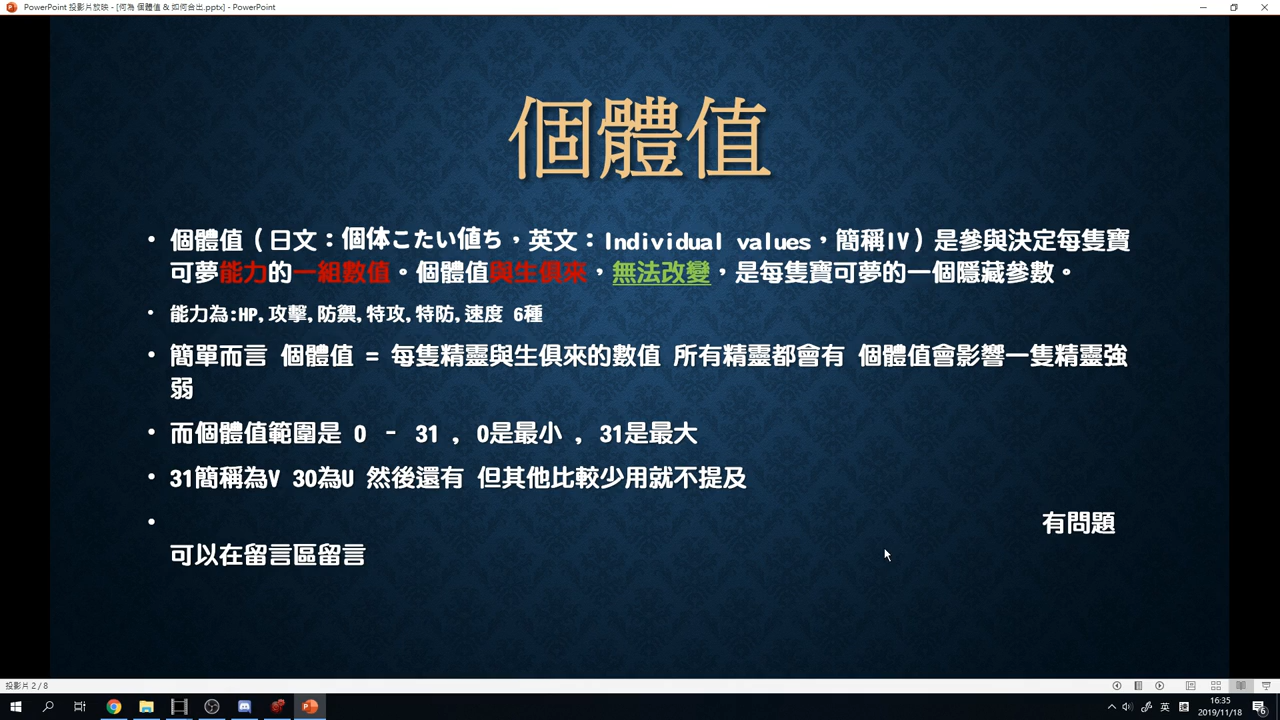 PowerPoint 投影片放映 - [何為 個體值 & 如何合出.pptx] - PowerPoint
個體值
• 個體值（日文：個体こたい値ち，英文：Individual values，簡稱IV）是參與決定每隻寶
可夢能力的一組數值。個體值與生俱來，無法改變，是每隻寶可夢的一個隱藏參數。
• 能力為:HP,攻擊,防禦,特攻,特防,速度 6種
• 簡單而言 個體值 = 每隻精靈與生俱來的數值 所有精靈都會有 個體值會影響一隻精靈強
弱
• 而個體值範圍是 0 – 31 , 0是最小 , 31是最大
• 31簡稱為V 30為U 然後還有 但其他比較少用就不提及
• 有問題
可以在留言區留言
投影片 2 / 8
英
16:35
2019/11/18
6